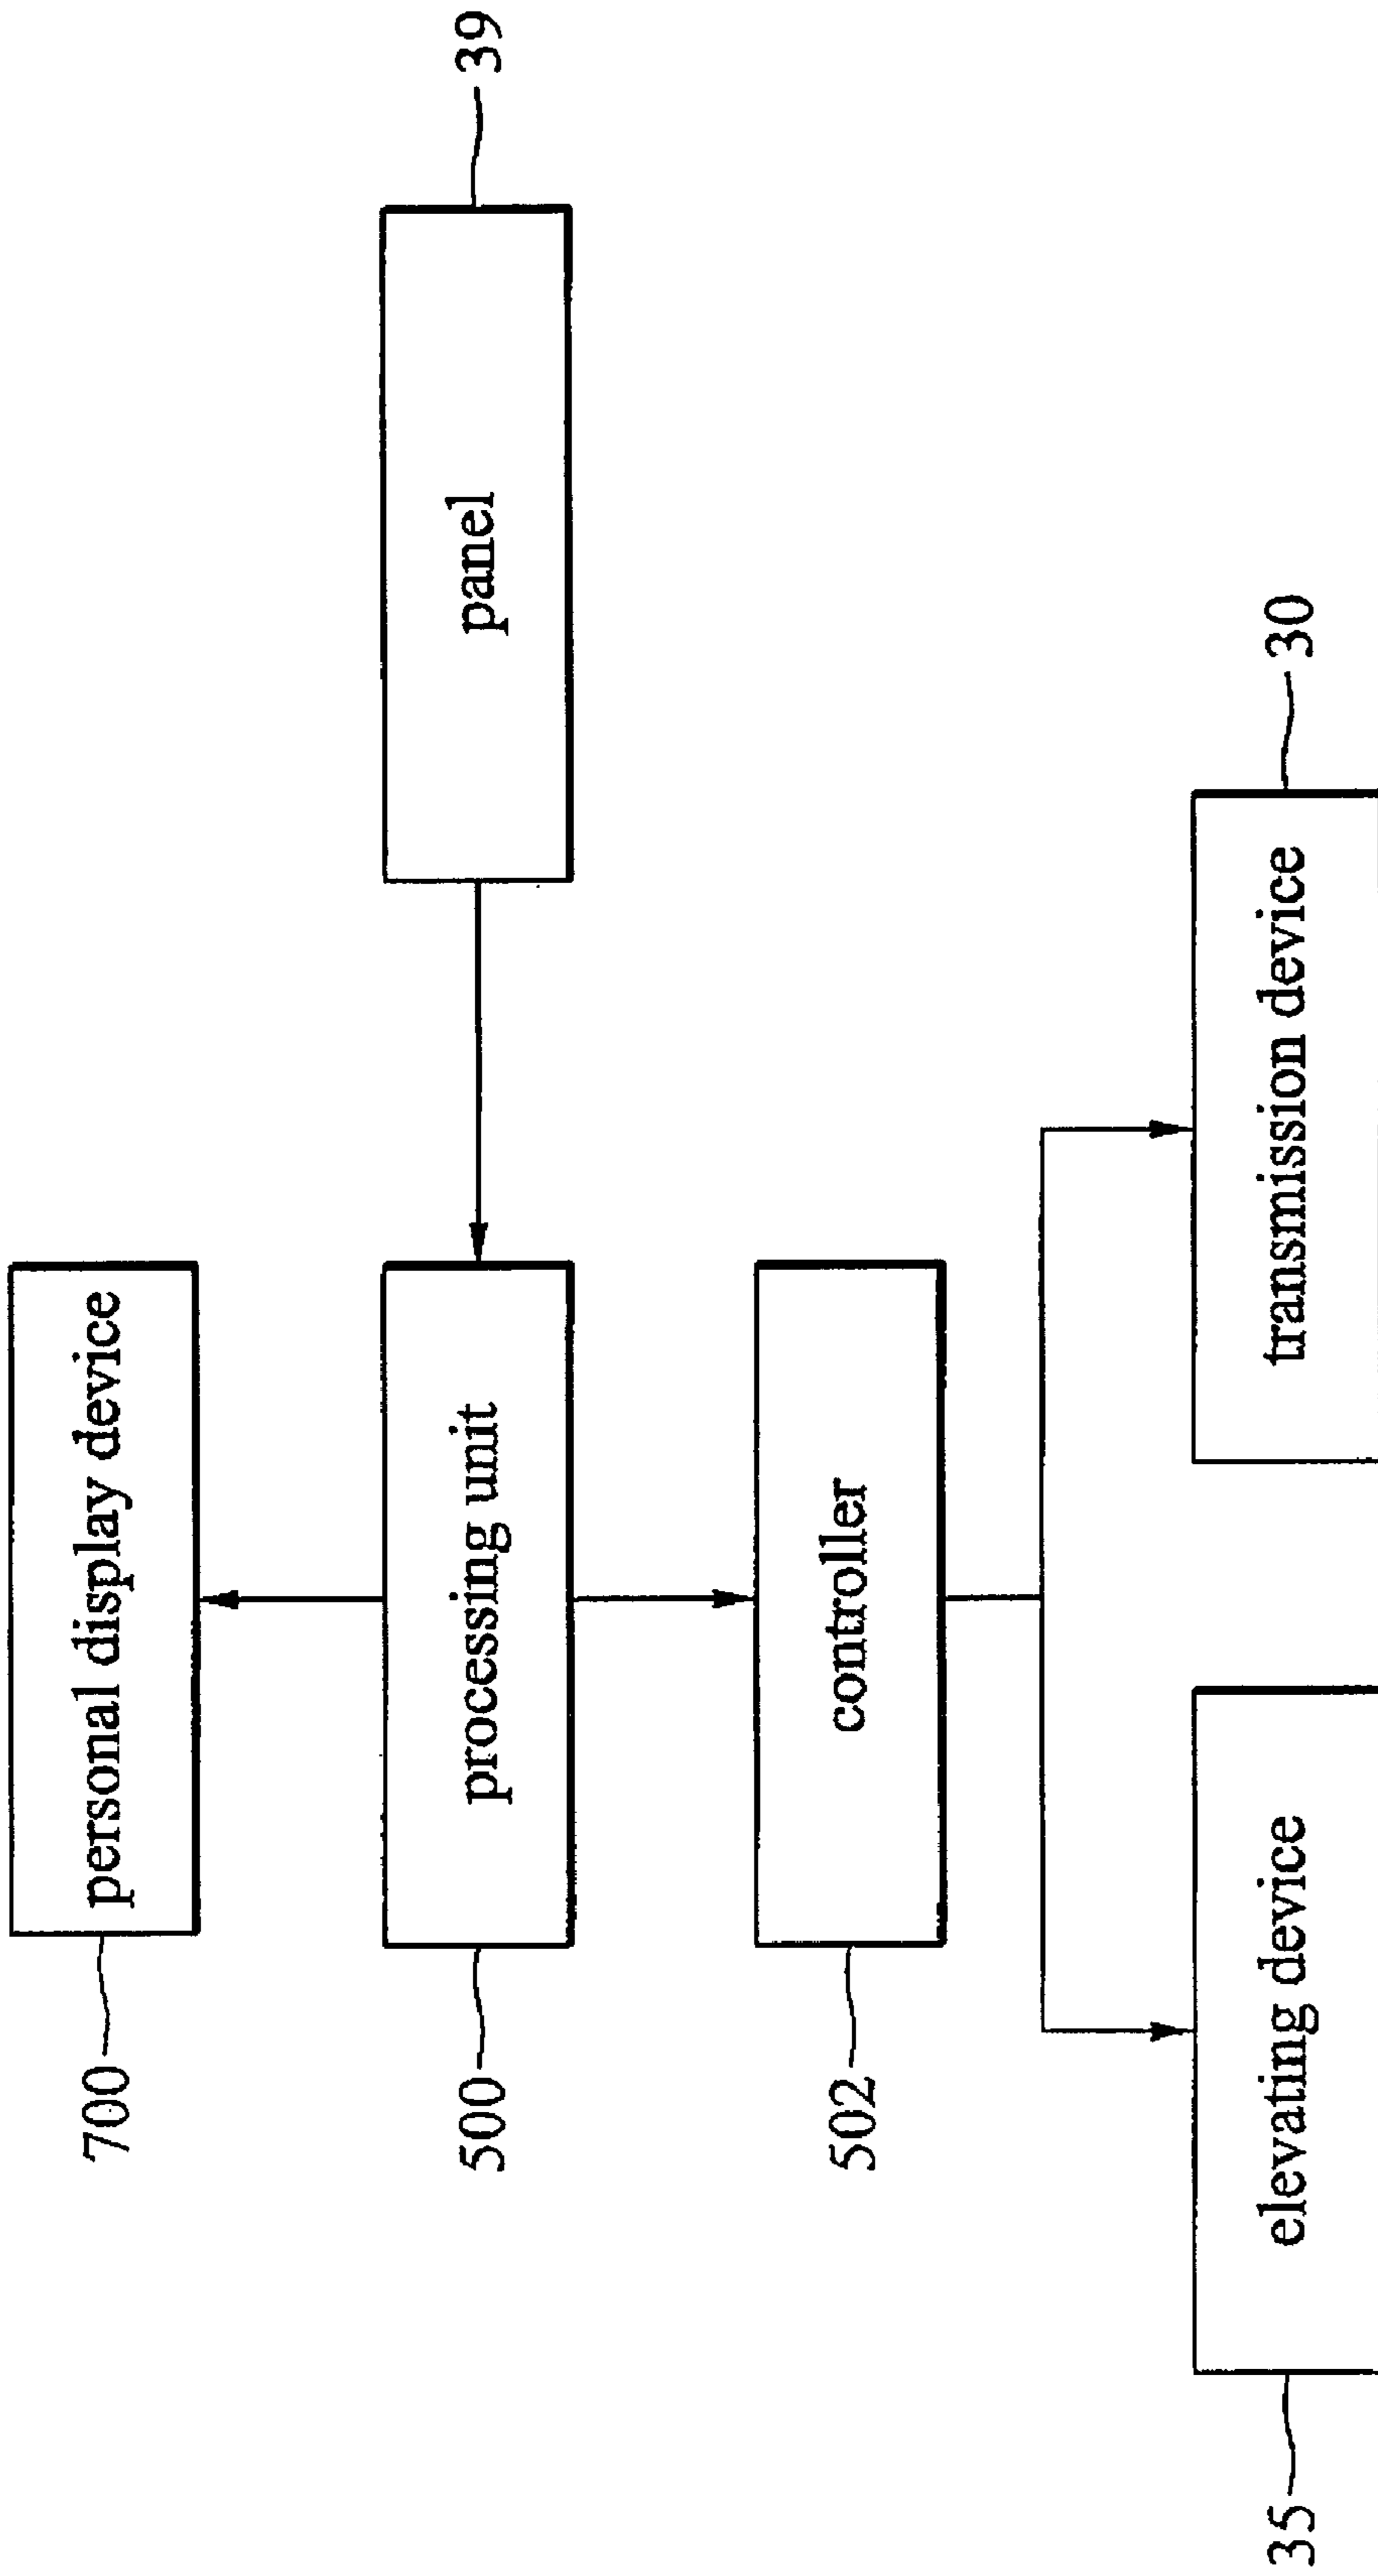 700
personal display device
500
processing unit
panel
39
502
controller
35
elevating device
transmission device
30